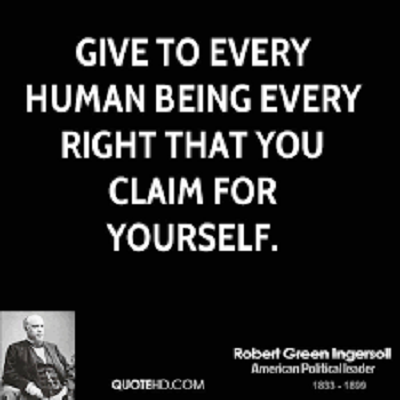 GIVE TO EVERY
HUMAN BEING EVERY
RIGHT THAT YOU
CLAIM FOR
YOURSELF.
Robert Green Ingersoll
American Political leader
QUOTEHD.COM
1833 - 1899